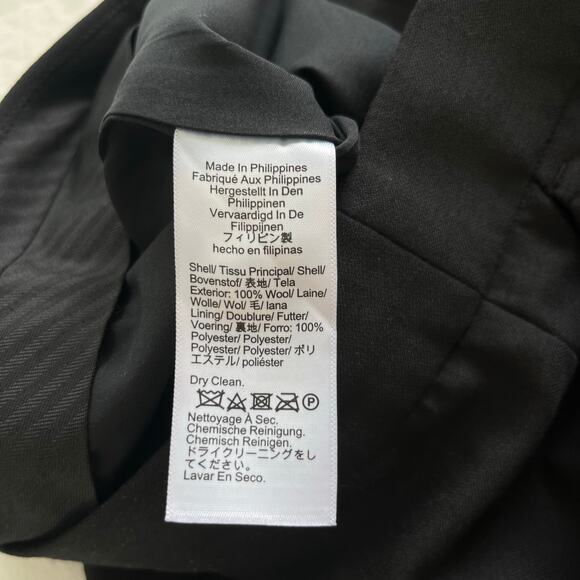 Made In Philippines
Fabriqué Aux Philippines
Hergestellt In Den
Philippinen
Vervaardigd In De
Filippijnen
フィリピン製
hecho en filipinas
Shell/ Tissu Principal/ Shell/
Bovenstof/ 表地/ Tela
Exterior: 100% Wool/ Laine/
Wolle/ Wol/ 毛/ lana
Lining/ Doublure/ Futter/
Voering/ 裏地/ Forro: 100%
Polyester/ Polyester/
Polyester/ Polyester/ ポリ
エステル/ poliéster
Dry Clean.
P
Nettoyage À Sec.
Chemische Reinigung.
Chemisch Reinigen.
ドライクリーニングをし
てください。
Lavar En Seco.